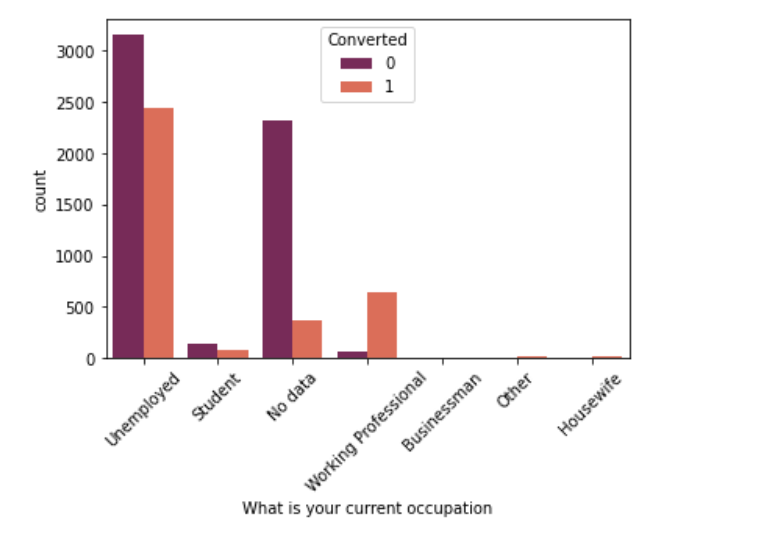 Converted
0
1
3000
2500
2000
1500
1000
500
0
count
Unemployed
Student
No data
Working Professional
Businessman
Other
Housewife
What is your current occupation